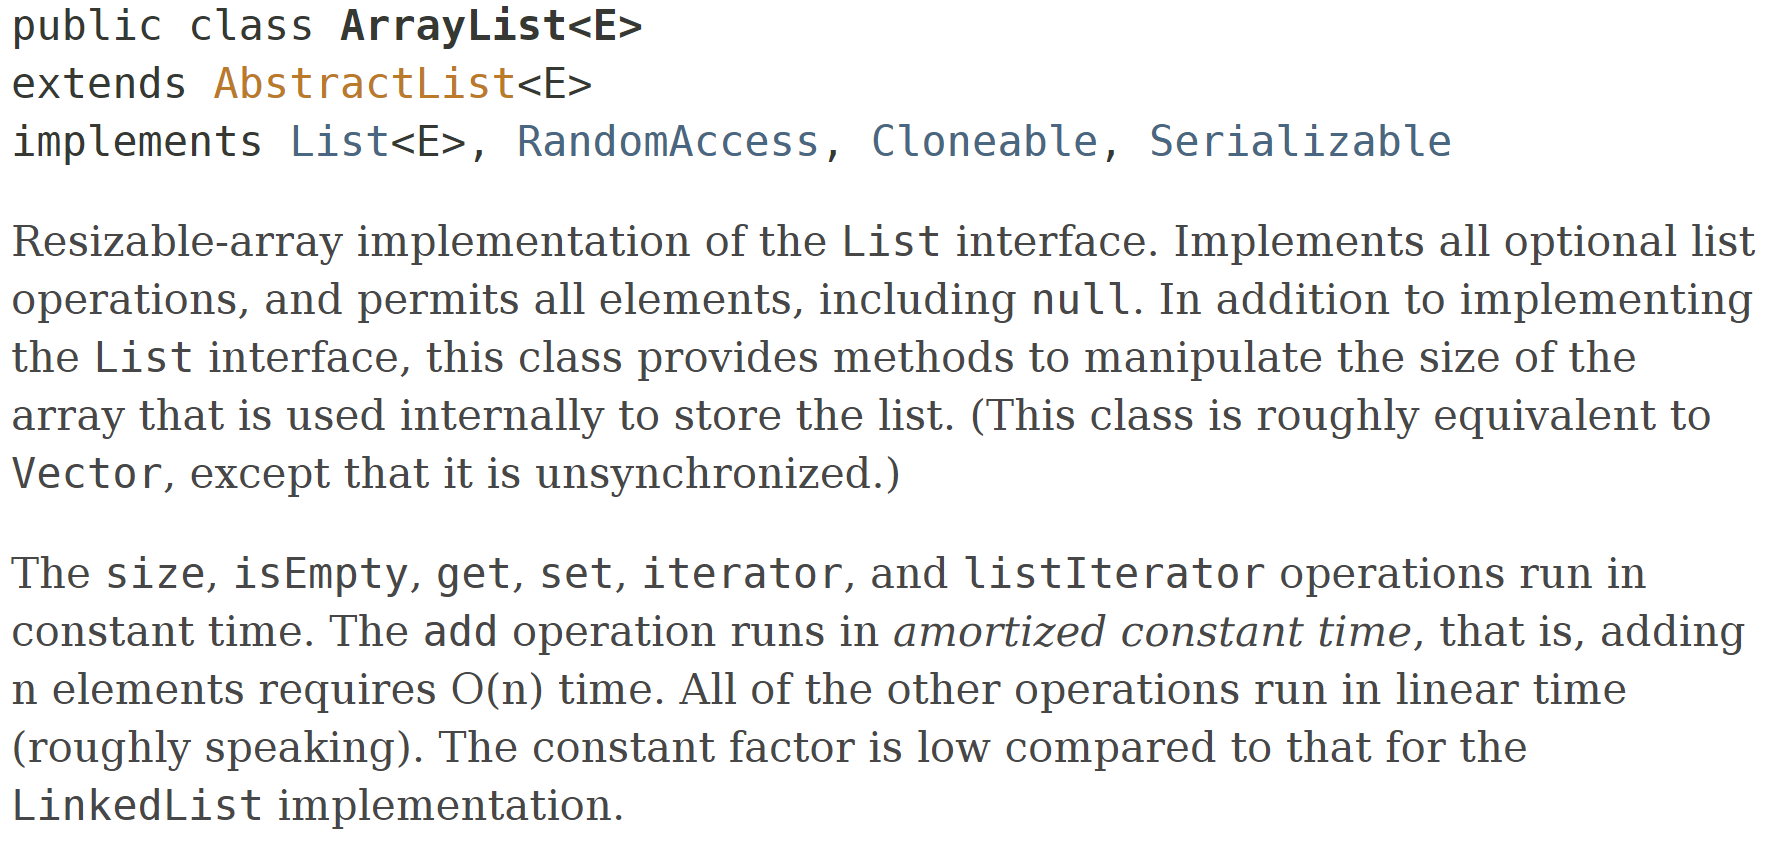 public class ArrayList<E>
extends AbstractList<E>
implements List<E>, RandomAccess, Cloneable, Serializable
Resizable-array implementation of the List interface. Implements all optional list
operations, and permits all elements, including null. In addition to implementing
the List interface, this class provides methods to manipulate the size of the
array that is used internally to store the list. (This class is roughly equivalent to
Vector, except that it is unsynchronized.)
The size, isEmpty, get, set, iterator, and listIterator operations run in
constant time. The add operation runs in amortized constant time, that is, adding
n elements requires O(n) time. All of the other operations run in linear time
(roughly speaking). The constant factor is low compared to that for the
LinkedList implementation.